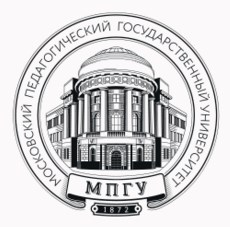 МОСКОВСКИЙ ПЕДАГОГИЧЕСКИЙ ГОСУДАРСТВЕННЫЙ УНИВЕРСИТЕТ
МПГУ
1872